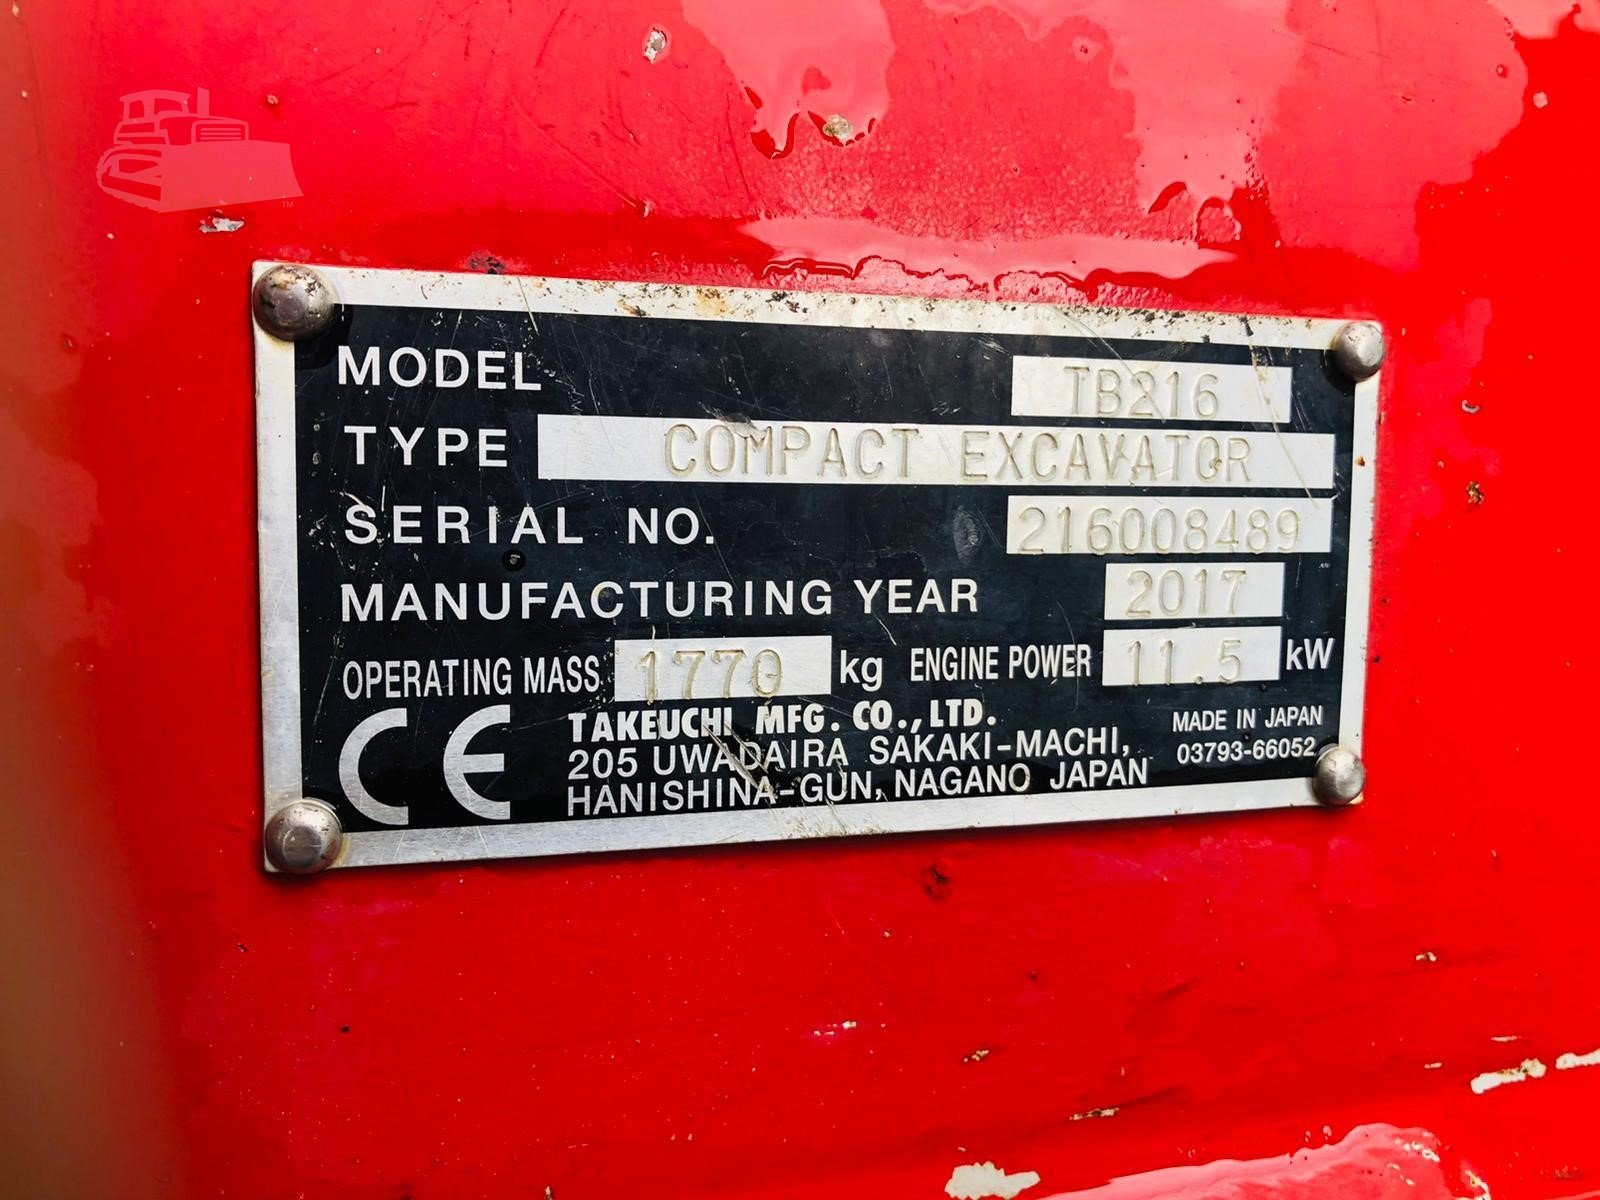 MODEL TB216
TYPE COMPACT EXCAVATOR
SERIAL NO. 216008489
MANUFACTURING YEAR 2017
OPERATING MASS 1770 kg ENGINE POWER 11.5 kW
CE TAKEUCHI MFG. CO., LTD.
205 UWADAIRA SAKAKI-MACHI,
HANISHINA-GUN, NAGANO JAPAN
MADE IN JAPAN
03793-66052
TM